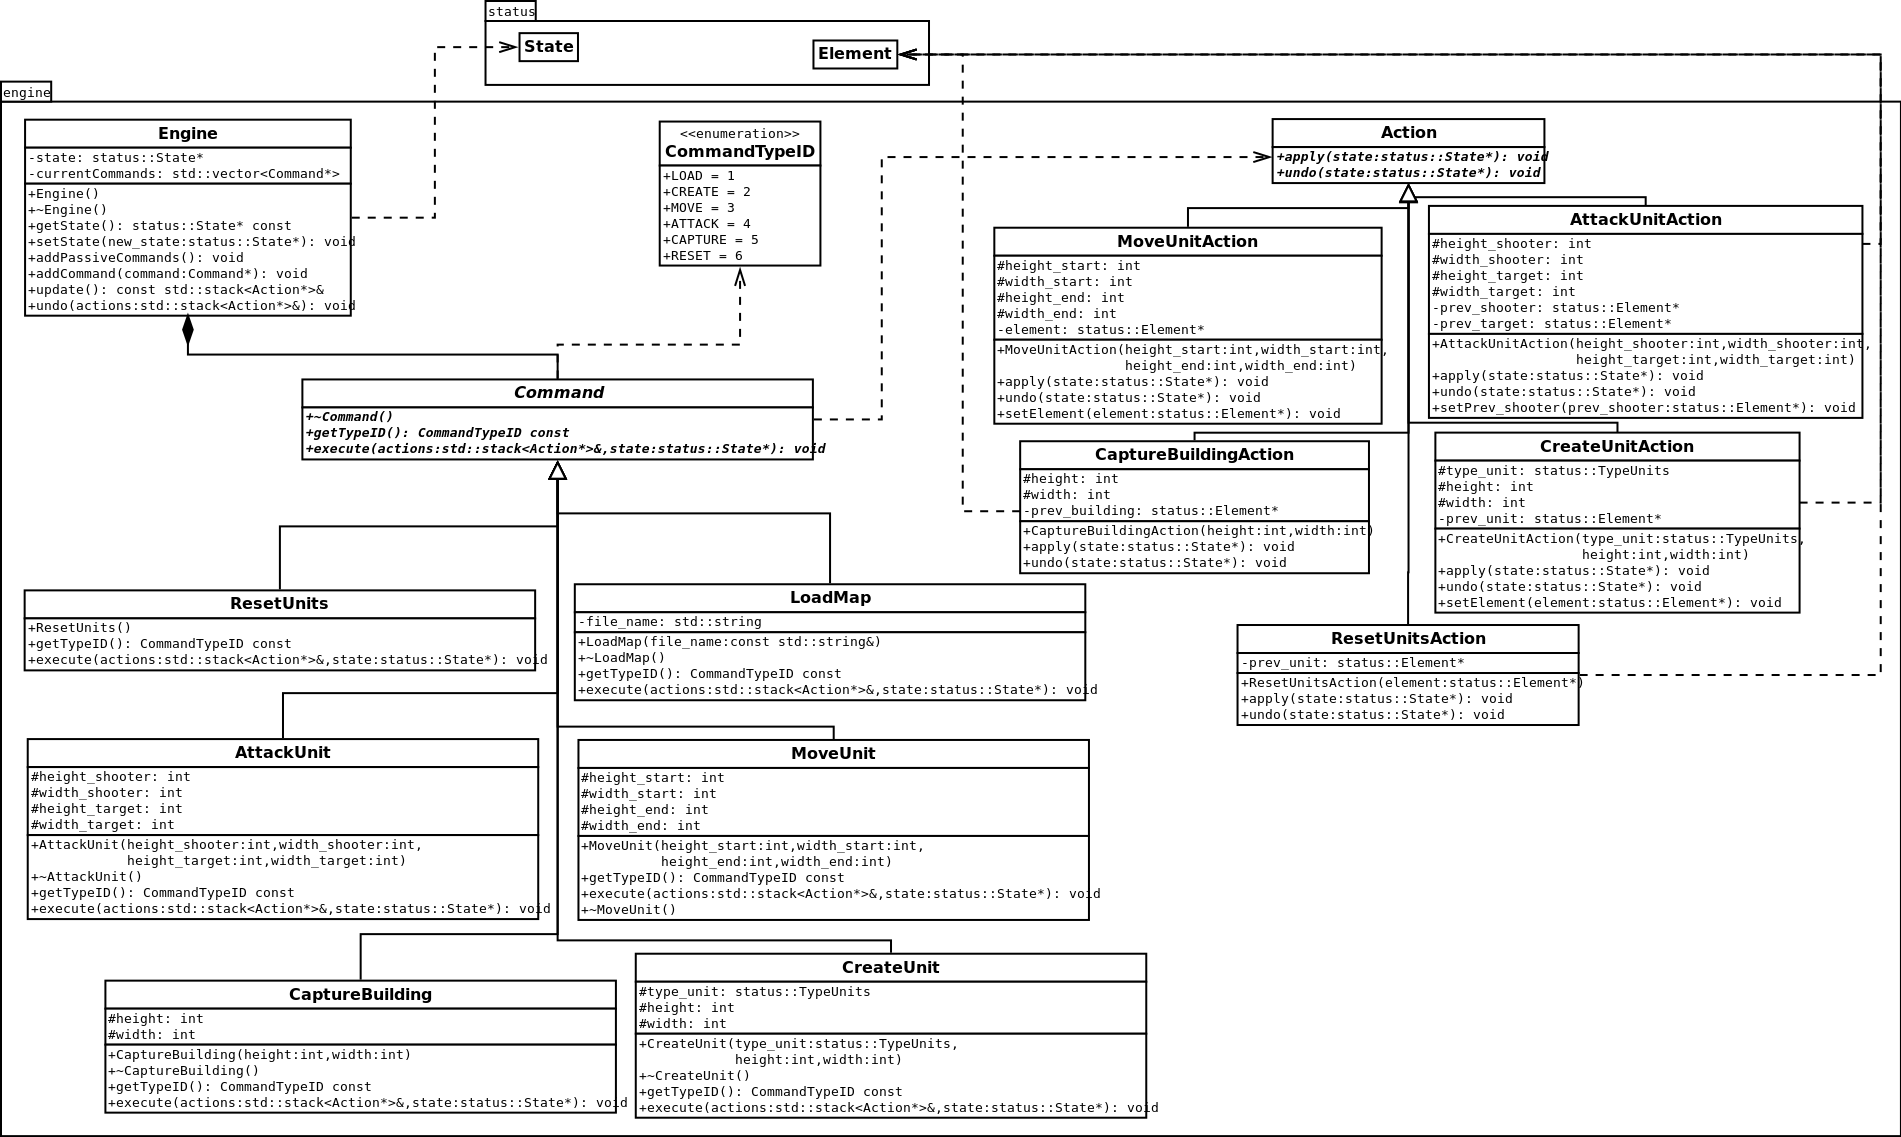 status
State
Element
engine
Engine
-state: status::State*
-currentCommands: std::vector<Command*>
+Engine()
+~Engine()
+getState(): status::State* const
+setState(new_state:status::State*): void
+addPassiveCommands(): void
+addCommand(command:Command*): void
+update(): const std::stack<Action*>&
+undo(actions:std::stack<Action*>&): void
<<enumeration>>
CommandTypeID
+LOAD = 1
+CREATE = 2
+MOVE = 3
+ATTACK = 4
+CAPTURE = 5
+RESET = 6
Action
+apply(state:status::State*): void
+undo(state:status::State*): void
MoveUnitAction
#height_start: int
#width_start: int
#height_end: int
#width_end: int
-element: status::Element*
+MoveUnitAction(height_start:int,width_start:int,
height_end:int,width_end:int)
+apply(state:status::State*): void
+undo(state:status::State*): void
+setElement(element:status::Element*): void
AttackUnitAction
#height_shooter: int
#width_shooter: int
#height_target: int
#width_target: int
-prev_shooter: status::Element*
-prev_target: status::Element*
+AttackUnitAction(height_shooter:int,width_shooter:int,
height_target:int,width_target:int)
+apply(state:status::State*): void
+undo(state:status::State*): void
+setPrev_shooter(prev_shooter:status::Element*): void
Command
+~Command()
+getTypeID(): CommandTypeID const
+execute(actions:std::stack<Action*>&,state:status::State*): void
CaptureBuildingAction
#height: int
#width: int
-prev_building: status::Element*
+CaptureBuildingAction(height:int,width:int)
+apply(state:status::State*): void
+undo(state:status::State*): void
CreateUnitAction
#type_unit: status::TypeUnits
#height: int
#width: int
-prev_unit: status::Element*
+CreateUnitAction(type_unit:status::TypeUnits,
height:int,width:int)
+apply(state:status::State*): void
+undo(state:status::State*): void
+setElement(element:status::Element*): void
ResetUnits
+ResetUnits()
+getTypeID(): CommandTypeID const
+execute(actions:std::stack<Action*>&,state:status::State*): void
LoadMap
-file_name: std::string
+LoadMap(file_name:const std::string&)
+~LoadMap()
+getTypeID(): CommandTypeID const
+execute(actions:std::stack<Action*>&,state:status::State*): void
ResetUnitsAction
-prev_unit: status::Element*
+ResetUnitsAction(element:status::Element*)
+apply(state:status::State*): void
+undo(state:status::State*): void
AttackUnit
#height_shooter: int
#width_shooter: int
#height_target: int
#width_target: int
+AttackUnit(height_shooter:int,width_shooter:int,
height_target:int,width_target:int)
+~AttackUnit()
+getTypeID(): CommandTypeID const
+execute(actions:std::stack<Action*>&,state:status::State*): void
MoveUnit
#height_start: int
#width_start: int
#height_end: int
#width_end: int
+MoveUnit(height_start:int,width_start:int,
height_end:int,width_end:int)
+getTypeID(): CommandTypeID const
+execute(actions:std::stack<Action*>&,state:status::State*): void
+~MoveUnit()
CaptureBuilding
#height: int
#width: int
+CaptureBuilding(height:int,width:int)
+~CaptureBuilding()
+getTypeID(): CommandTypeID const
+execute(actions:std::stack<Action*>&,state:status::State*): void
CreateUnit
#type_unit: status::TypeUnits
#height: int
#width: int
+CreateUnit(type_unit:status::TypeUnits,
height:int,width:int)
+~CreateUnit()
+getTypeID(): CommandTypeID const
+execute(actions:std::stack<Action*>&,state:status::State*): void